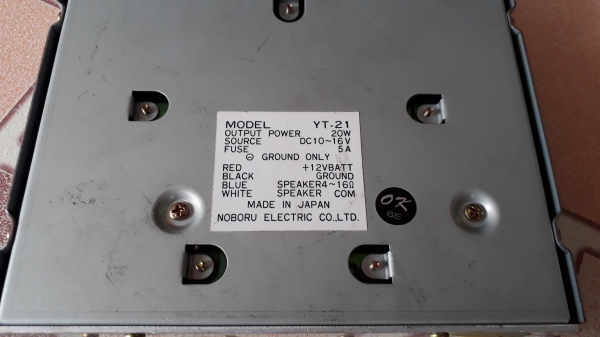 MODEL YT-21
OUTPUT POWER 20W
SOURCE DC10~16V
FUSE 5A
⊖ GROUND ONLY
RED +12VBATT
BLACK GROUND
BLUE SPEAKER4~16Ω
WHITE SPEAKER COM
MADE IN JAPAN
NOBORU ELECTRIC CO.,LTD.
OK
6E